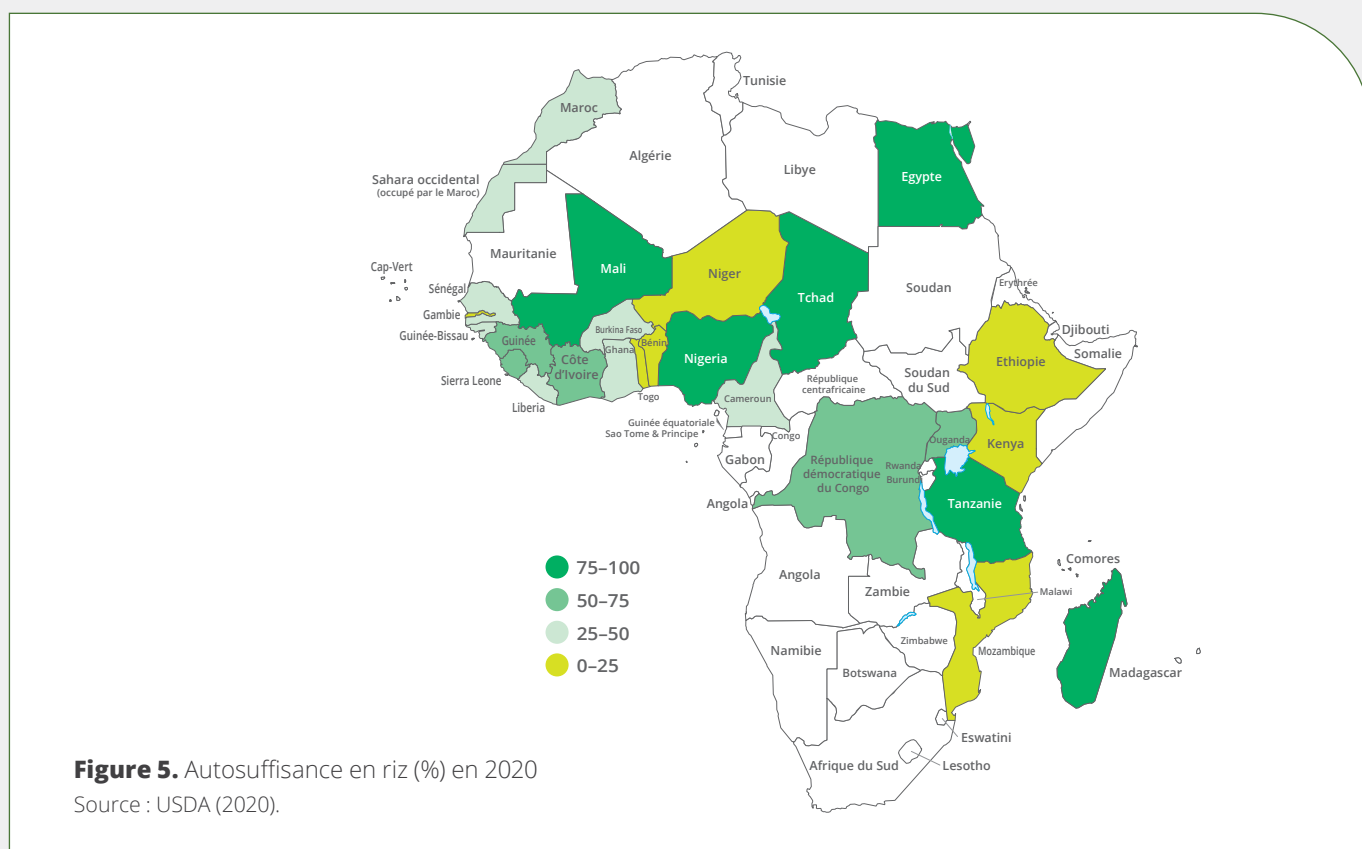 Tunisie
Maroc
Algérie
Libye
Egypte
Sahara occidental
(occupé par le Maroc)
Mauritanie
Mali
Niger
Tchad
Soudan
Erythrée
Cap-Vert
Sénégal
Gambie
Guinée-Bissau
Guinée
Sierra Leone
Liberia
Côte
d'Ivoire
Burkina Faso
Ghana
Bénin
Togo
Nigeria
Cameroun
République
centrafricaine
Soudan
du Sud
Ethiopie
Djibouti
Somalie
Guinée équatoriale
Sao Tome & Principe
Congo
Gabon
République
démocratique
du Congo
Ouganda
Rwanda
Burundi
Kenya
Tanzanie
Angola
Angola
Zambie
Comores
Malawi
Zimbabwe
Mozambique
Madagascar
Namibie
Botswana
Eswatini
Lesotho
Afrique du Sud
75–100
50–75
25–50
0–25
Figure 5. Autosuffisance en riz (%) en 2020
Source : USDA (2020).